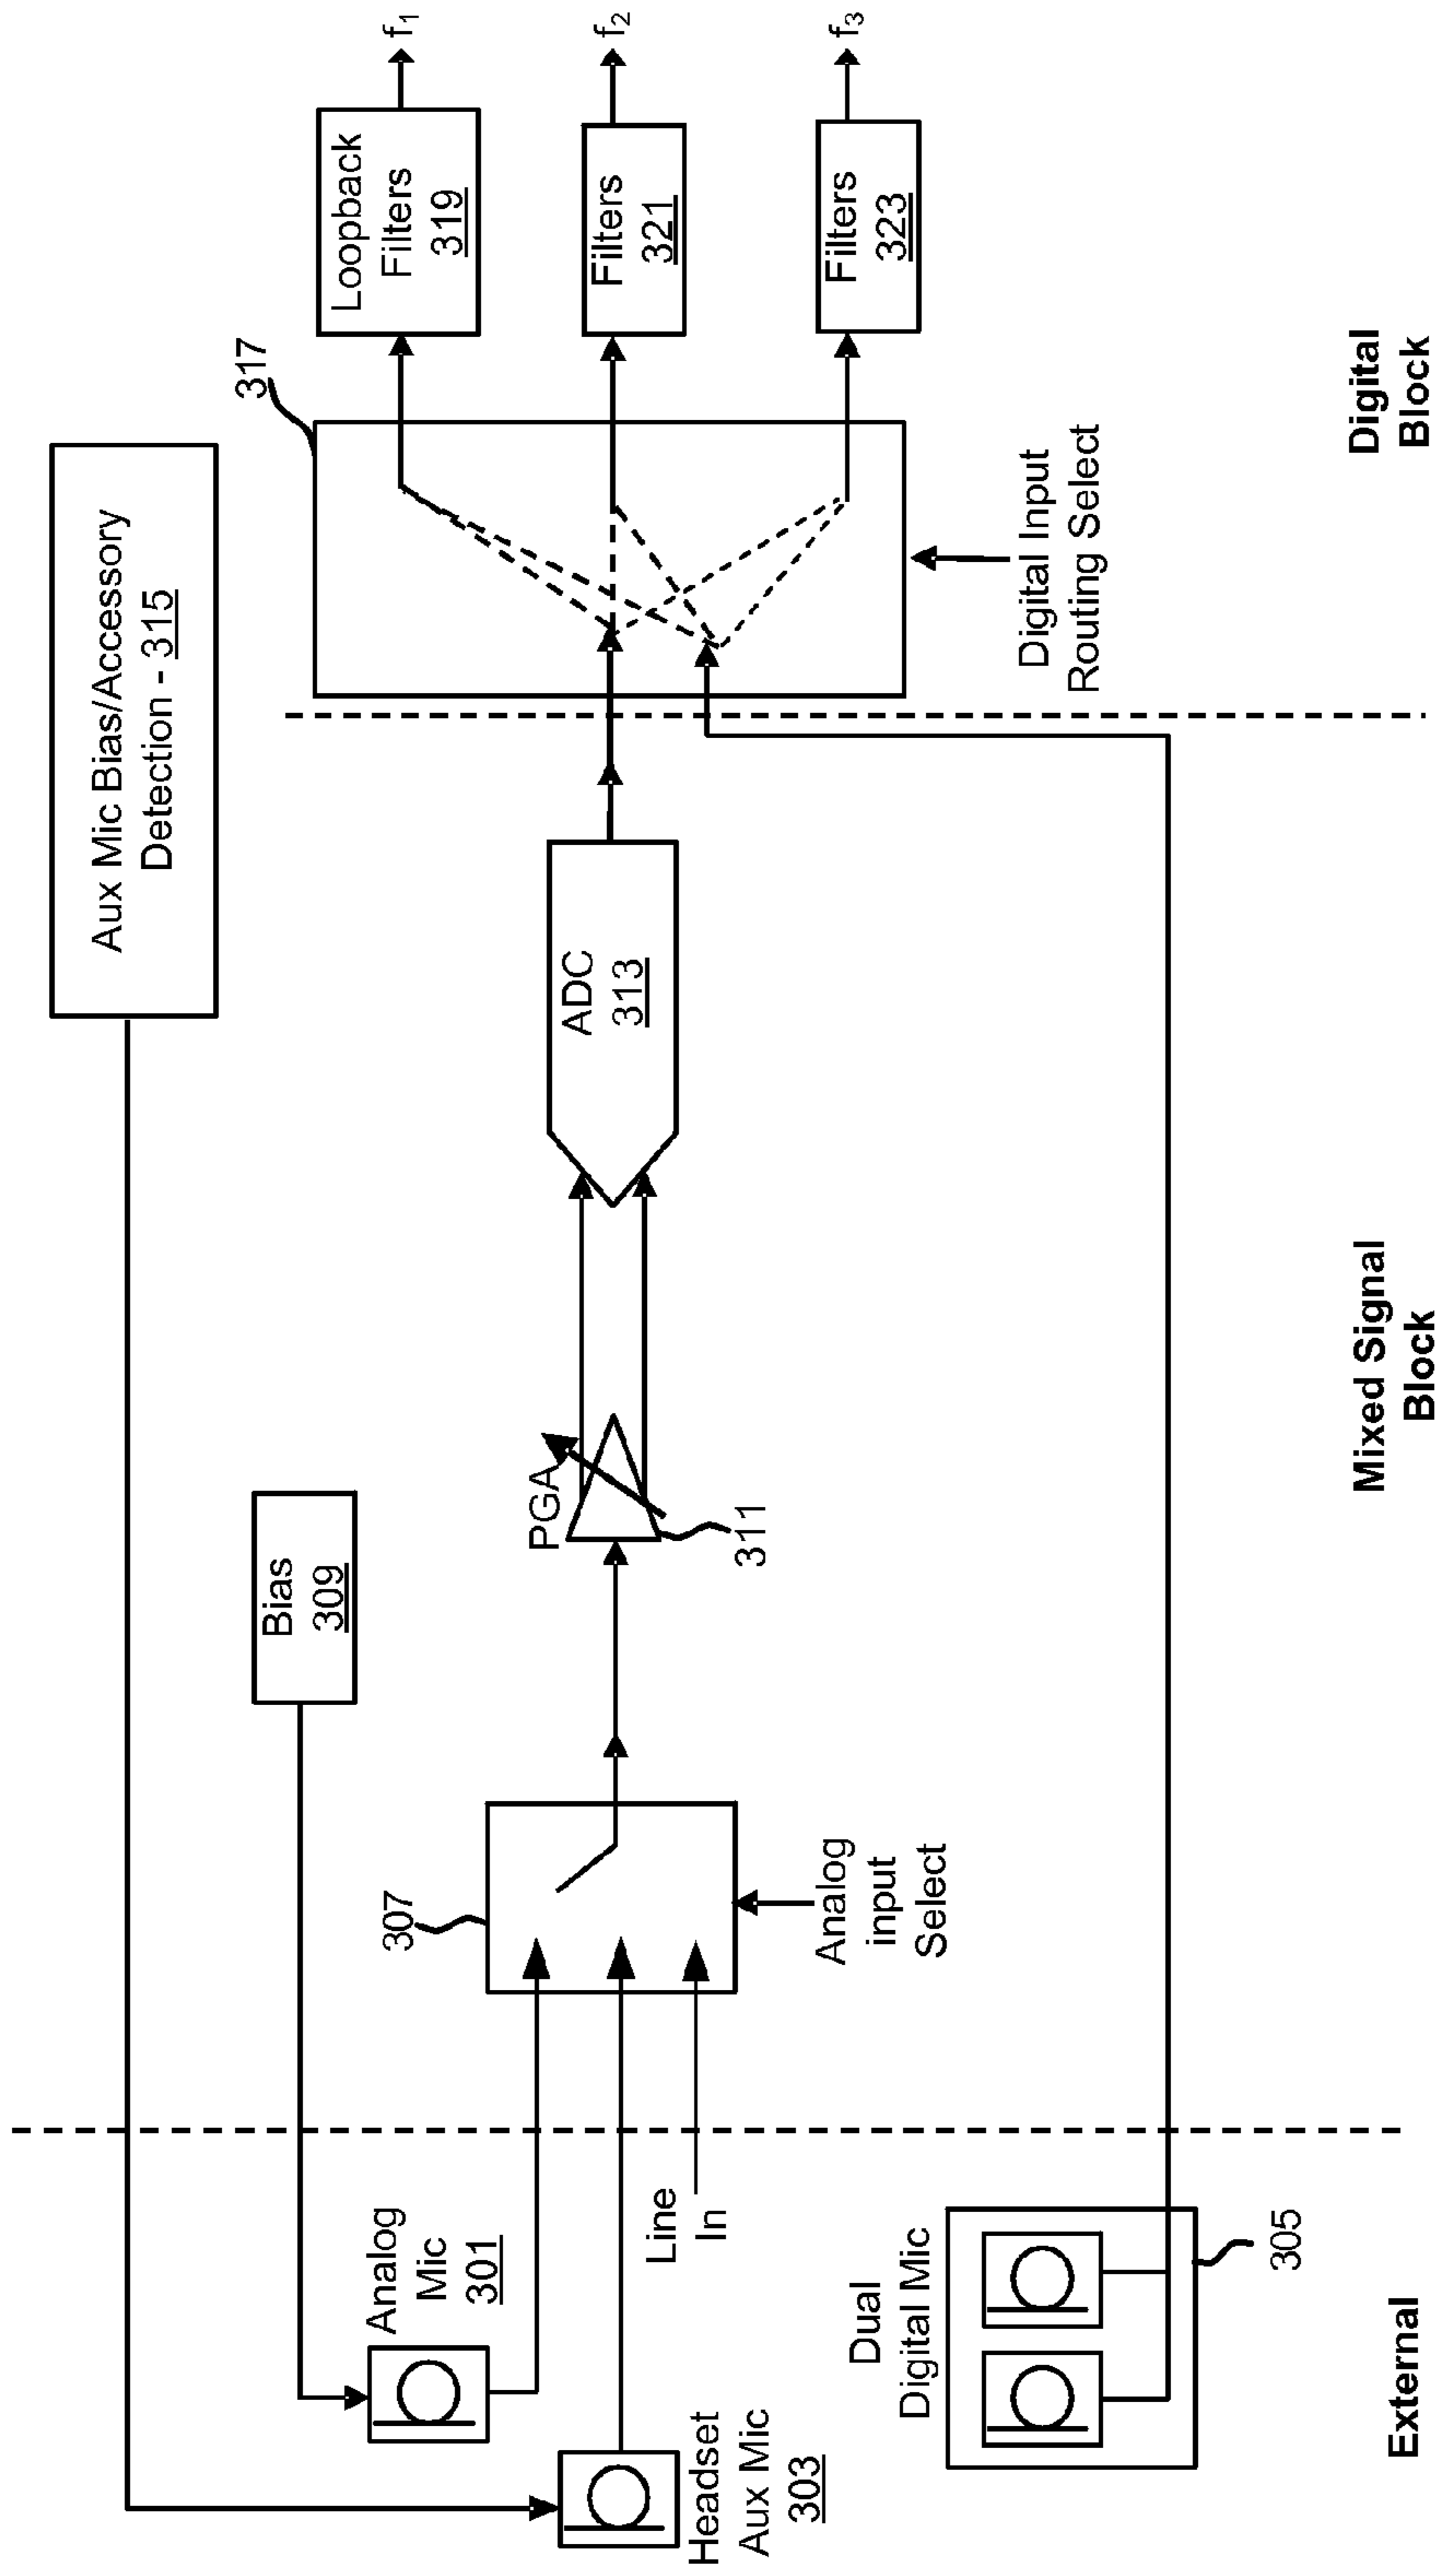 Aux Mic Bias/Accessory
Detection - 315
Bias
309
317
Loopback
Filters
319
f1
Analog
Mic
301
307
PGA
311
ADC
313
Filters
321
f2
Headset
Aux Mic
303
Line
In
Analog
input
Select
Digital Input
Routing Select
Filters
323
f3
Dual
Digital Mic
305
External
Mixed Signal
Block
Digital
Block